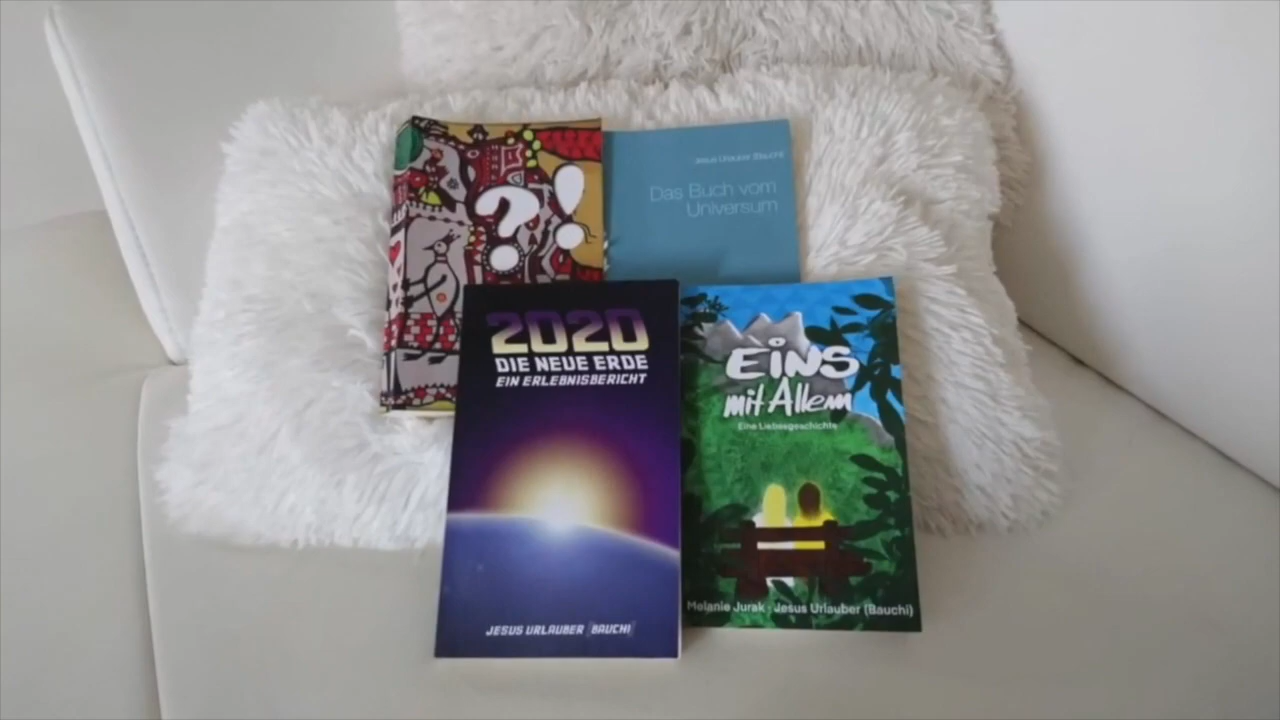 ?!
Jesus Urlauber (Bauchi)
Das Buch vom
Universum
2020
DIE NEUE ERDE
EIN ERLEBNISBERICHT
JESUS URLAUBER (BAUCHI)
EiNS
mit Allem
Eine Liebesgeschichte
Melanie Jurak · Jesus Urlauber (Bauchi)